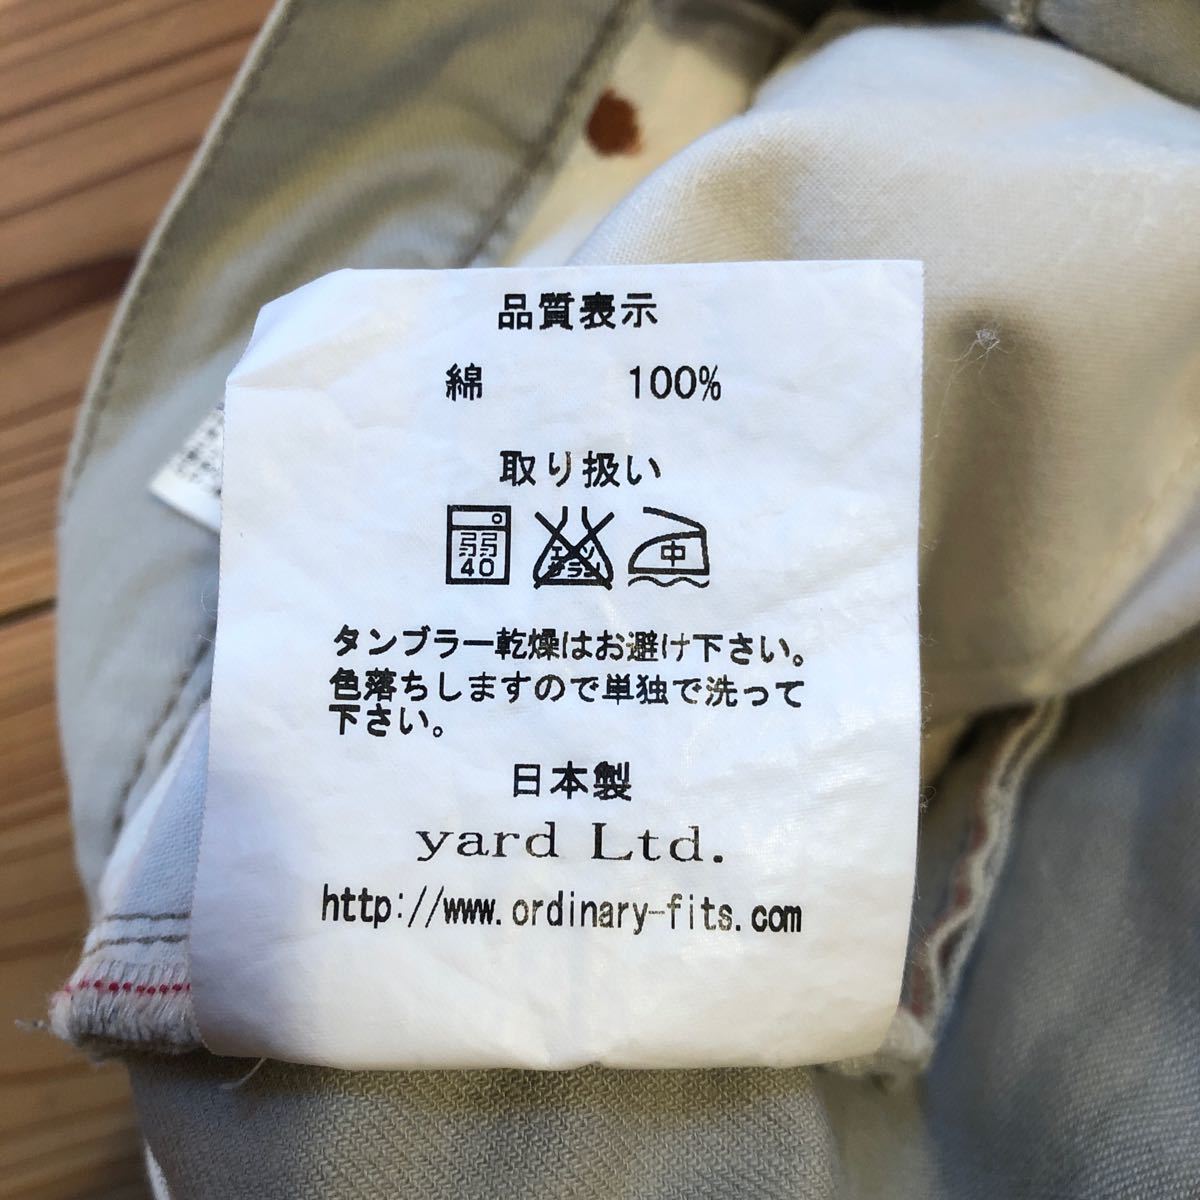 品質表示
綿 100%
取り扱い
弱 40 エンソ サラシ 中
タンブラー乾燥はお避け下さい。
色落ちしますので単独で洗って
下さい。
日本製
yard Ltd.
http://www.ordinary-fits.com